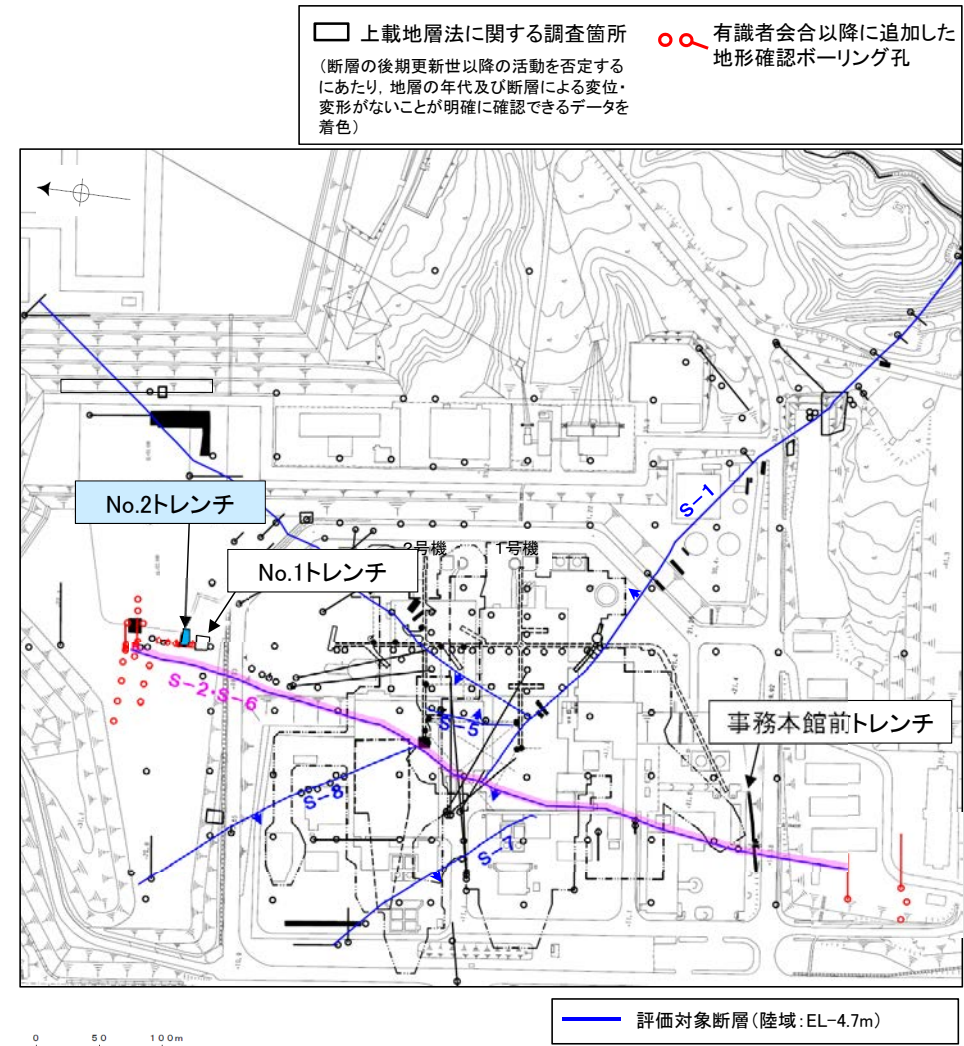 上載地層法に関する調査箇所
(断層の後期更新世以降の活動を否定する
にあたり, 地層の年代及び断層による変位・
変形がないことが明確に確認できるデータを
着色)
有識者会合以降に追加した
地形確認ボーリング孔
No.2トレンチ
No.1トレンチ
2号機
1号機
S-1
S-2・S-6
S-5
事務本館前トレンチ
S-8
S-7
評価対象断層(陸域:EL-4.7m)
0 50 100m